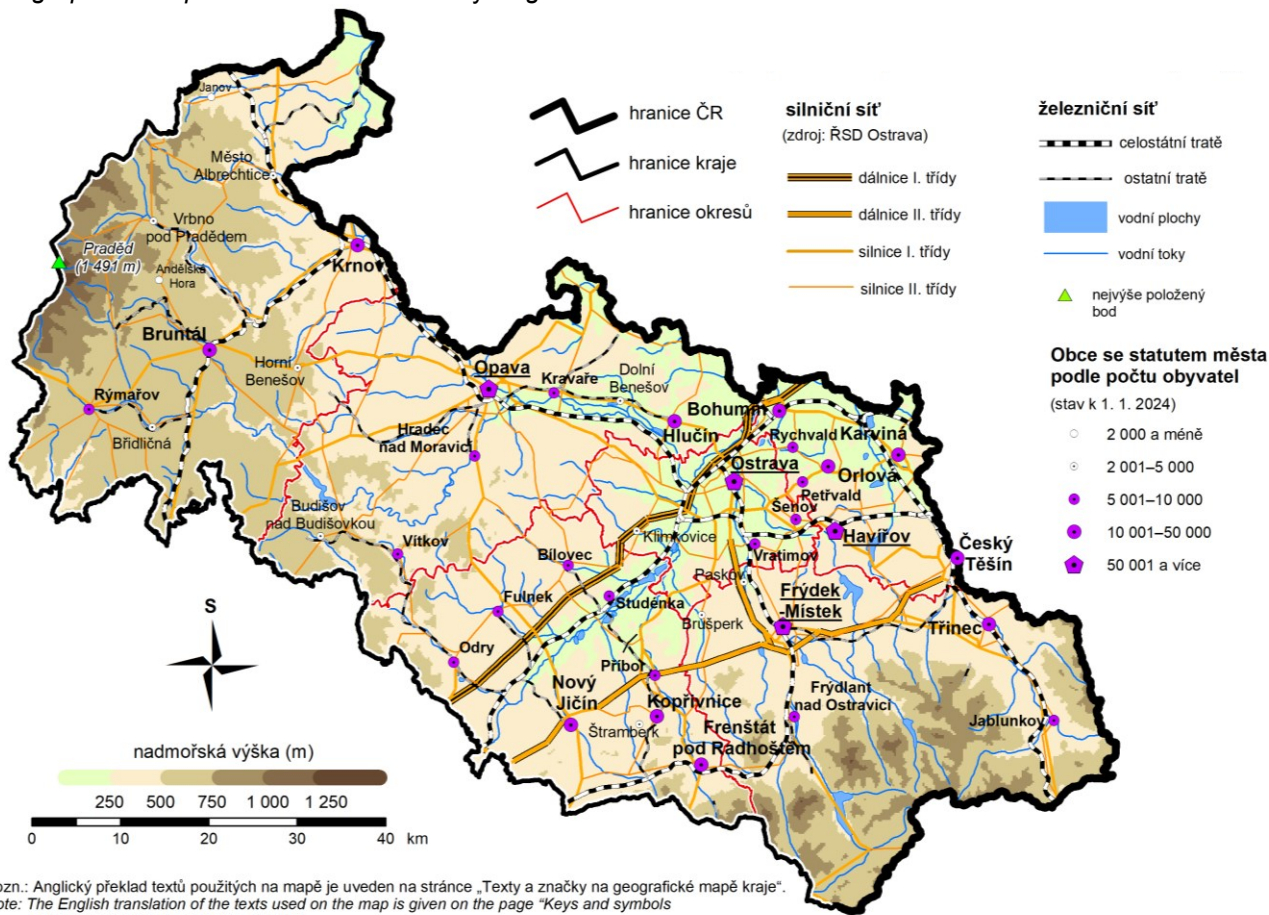 hranice ČR
hranice kraje
hranice okresů
silniční síť
(zdroj: ŘSD Ostrava)
dálnice I. třídy
dálnice II. třídy
silnice I. třídy
silnice II. třídy
železniční síť
celostátní tratě
ostatní tratě
vodní plochy
vodní toky
nejvýše položený
bod
Obce se statutem města
podle počtu obyvatel
(stav k 1. 1. 2024)
2 000 a méně
2 001–5 000
5 001–10 000
10 001–50 000
50 001 a více
Janov
Město
Albrechtice
Vrbno
pod Pradědem
Praděd
(1 491 m)
Andělská
Hora
Krnov
Bruntál
Horní
Benešov
Rýmařov
Břidličná
Opava
Kravaře
Dolní
Benešov
Hlučín
Bohumín
Rychvald
Karviná
Hradec
nad Moravicí
Ostrava
Orlová
Petřvald
Šenov
Havířov
Budišov
nad Budišovkou
Vítkov
Bílovec
Klimkovice
Vratimov
Český
Těšín
Paskov
Fulnek
Studénka
Brušperk
Frýdek
-Místek
Třinec
Odry
Příbor
Nový
Jičín
Kopřivnice
Štramberk
Frenštát
pod Radhoštěm
Frýdlant
nad Ostravicí
Jablunkov
S
nadmořská výška (m)
250 500 750 1 000 1 250
0 10 20 30 40 km
ozn.: Anglický překlad textů použitých na mapě je uveden na stránce „Texty a značky na geografické mapě kraje“.
ote: The English translation of the texts used on the map is given on the page “Keys and symbols